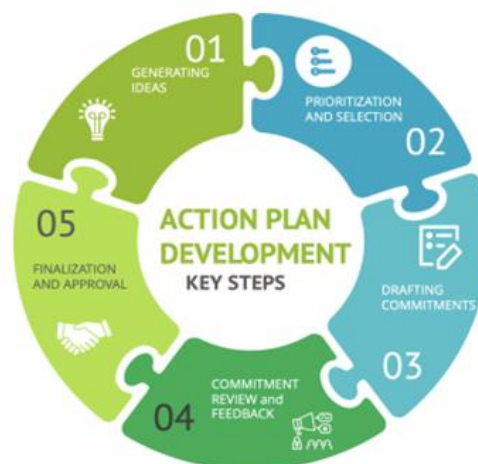 01
GENERATING
IDEAS
PRIORITIZATION
AND SELECTION
02
DRAFTING
COMMITMENTS
03
COMMITMENT
REVIEW and
FEEDBACK
04
05
FINALIZATION
AND APPROVAL
ACTION PLAN
DEVELOPMENT
KEY STEPS